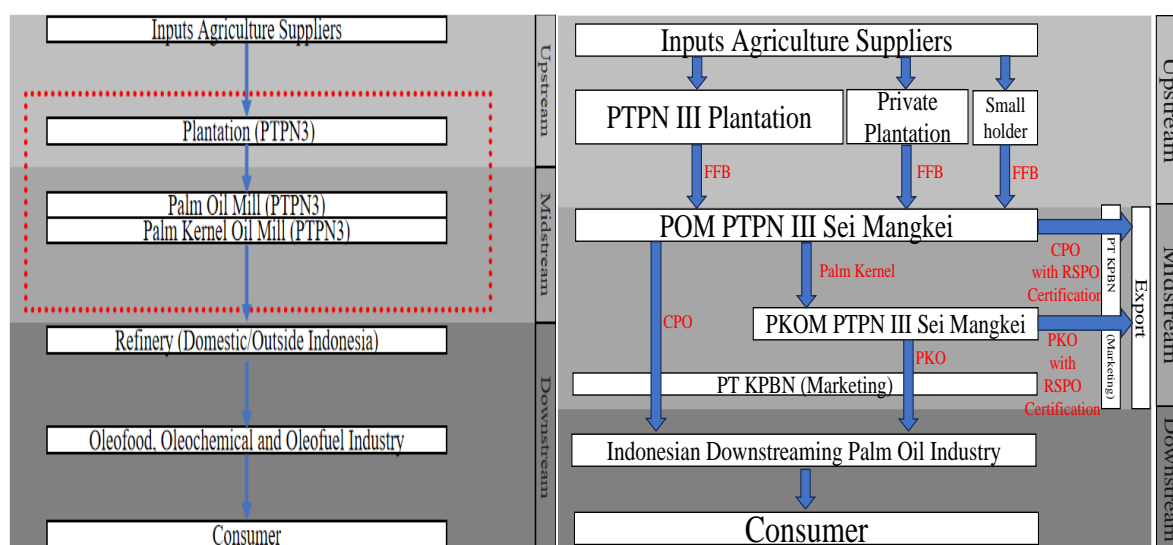 Inputs Agriculture Suppliers
Plantation (PTPN3)
Palm Oil Mill (PTPN3)
Palm Kernel Oil Mill (PTPN3)
Refinery (Domestic/Outside Indonesia)
Oleofood, Oleochemical and Oleofuel Industry
Consumer
Upstream
Midstream
Downstream
Inputs Agriculture Suppliers
PTPN III Plantation
Private
Plantation
Small
holder
FFB
FFB
FFB
POM PTPN III Sei Mangkei
Palm Kernel
CPO
CPO
with RSPO
Certification
PKOM PTPN III Sei Mangkei
PKO
PKO
with
RSPO
Certification
PT KPBN (Marketing)
PT KPBN (Marketing)
Export
Indonesian Downstreaming Palm Oil Industry
Consumer
Upstream
Midstream
Downstream